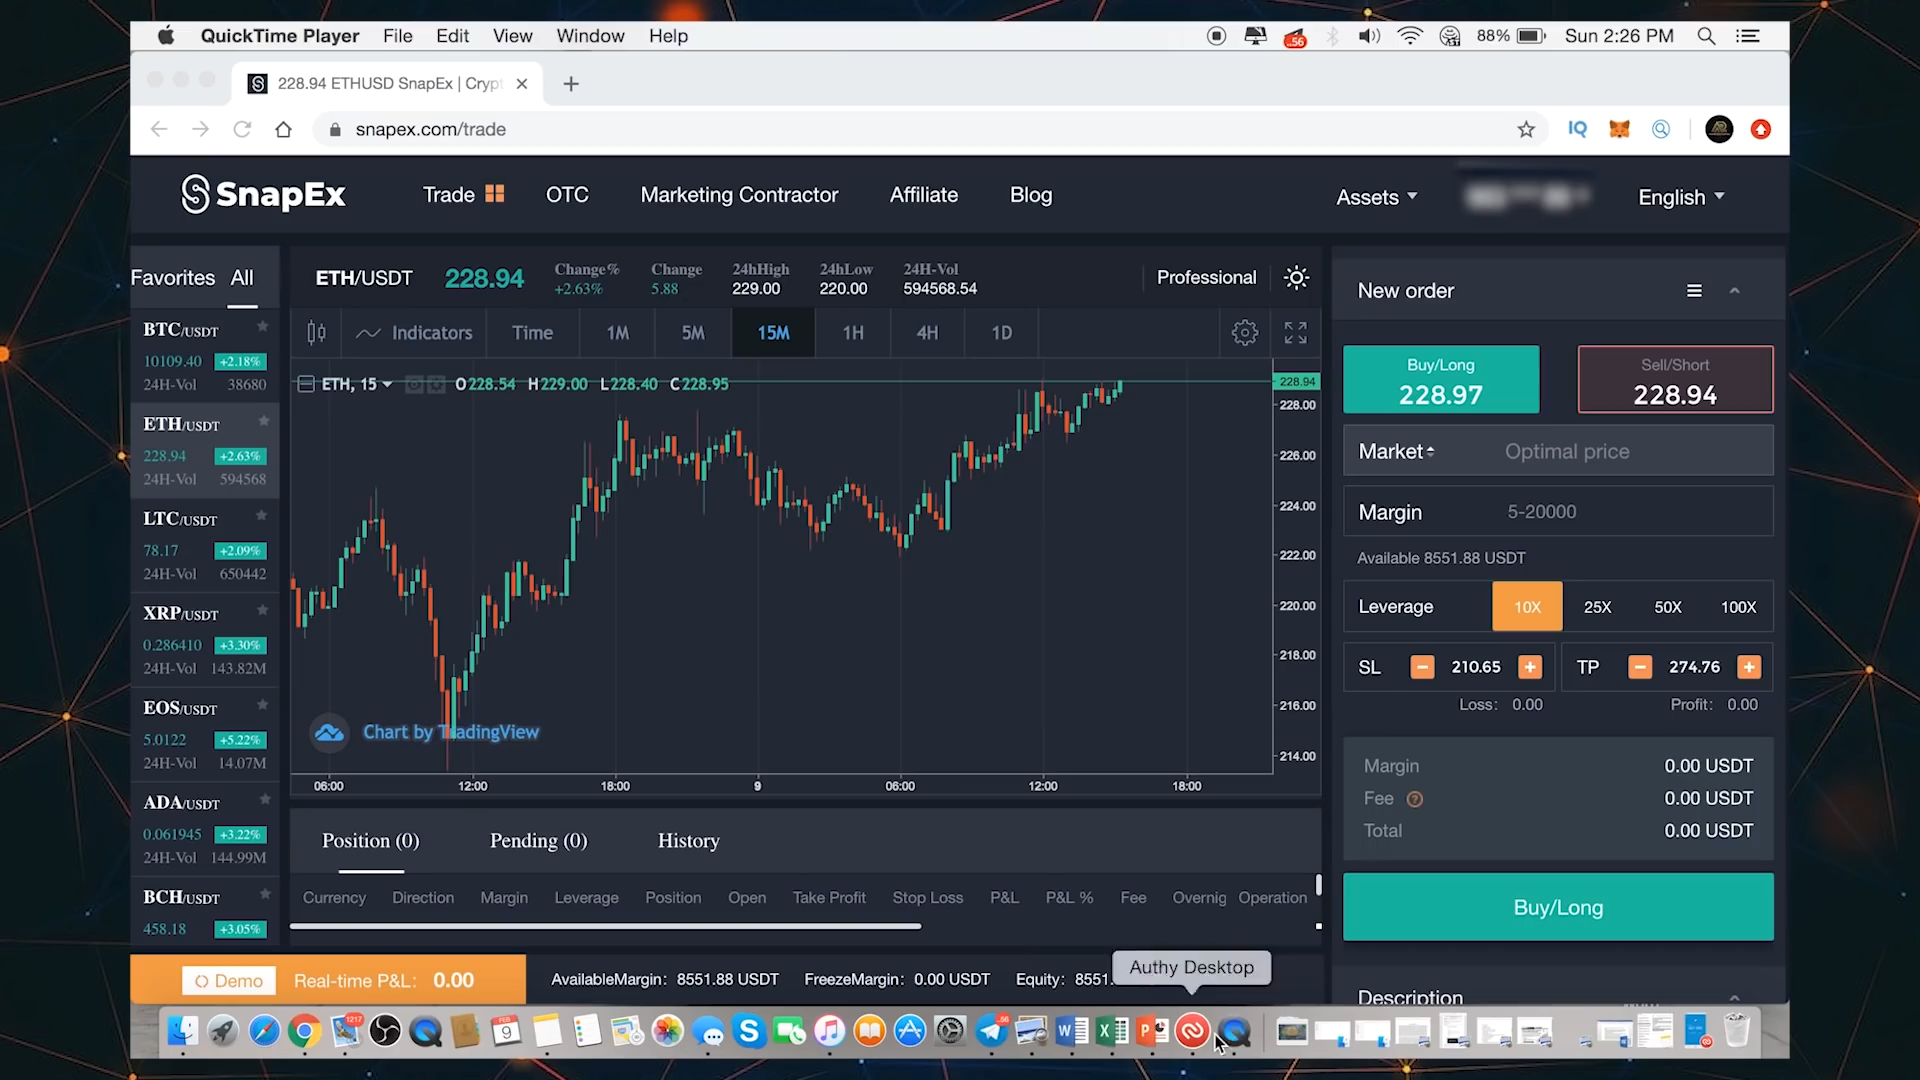 QuickTime Player File Edit View Window Help
56
88% Sun 2:26 PM
228.94 ETHUSD SnapEx | Crypt
snapex.com/trade
IQ
SnapEx
Trade OTC Marketing Contractor Affiliate Blog
Assets English
Favorites All
BTC/USDT
10109.40 +2.18%
24H-Vol 38680
ETH/USDT
228.94 +2.63%
24H-Vol 594568
LTC/USDT
78.17 +2.09%
24H-Vol 650442
XRP/USDT
0.286410 +3.30%
24H-Vol 143.82M
EOS/USDT
5.0122 +5.22%
24H-Vol 14.07M
ADA/USDT
0.061945 +3.22%
24H-Vol 144.99M
BCH/USDT
458.18 +3.05%
ETH/USDT 228.94
Change% Change 24hHigh 24hLow 24H-Vol
+2.63% 5.88 229.00 220.00 594568.54
Professional
Indicators Time 1M 5M 15M 1H 4H 1D
ETH, 15 O228.54 H229.00 L228.40 C228.95
228.94
228.00
226.00
224.00
222.00
220.00
218.00
216.00
214.00
Chart by TradingView
06:00 12:00 18:00 9 06:00 12:00 18:00
Position (0) Pending (0) History
Currency Direction Margin Leverage Position Open Take Profit Stop Loss P&L P&L % Fee Overnig Operation
New order
Buy/Long
228.97
Sell/Short
228.94
Market Optimal price
Margin 5-20000
Available 8551.88 USDT
Leverage 10X 25X 50X 100X
SL − 210.65 + TP − 274.76 +
Loss: 0.00 Profit: 0.00
Margin 0.00 USDT
Fee ? 0.00 USDT
Total 0.00 USDT
Buy/Long
Description
Demo Real-time P&L: 0.00
AvailableMargin: 8551.88 USDT FreezeMargin: 0.00 USDT Equity: 8551.
Authy Desktop
1217
FEB
9
56